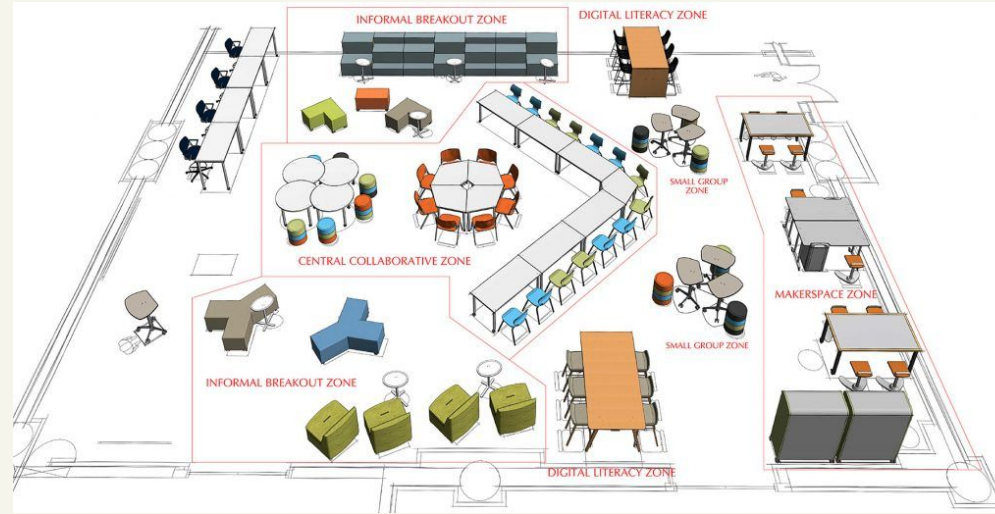 INFORMAL BREAKOUT ZONE
DIGITAL LITERACY ZONE
SMALL GROUP
ZONE
CENTRAL COLLABORATIVE ZONE
MAKERSPACE ZONE
SMALL GROUP ZONE
INFORMAL BREAKOUT ZONE
DIGITAL LITERACY ZONE